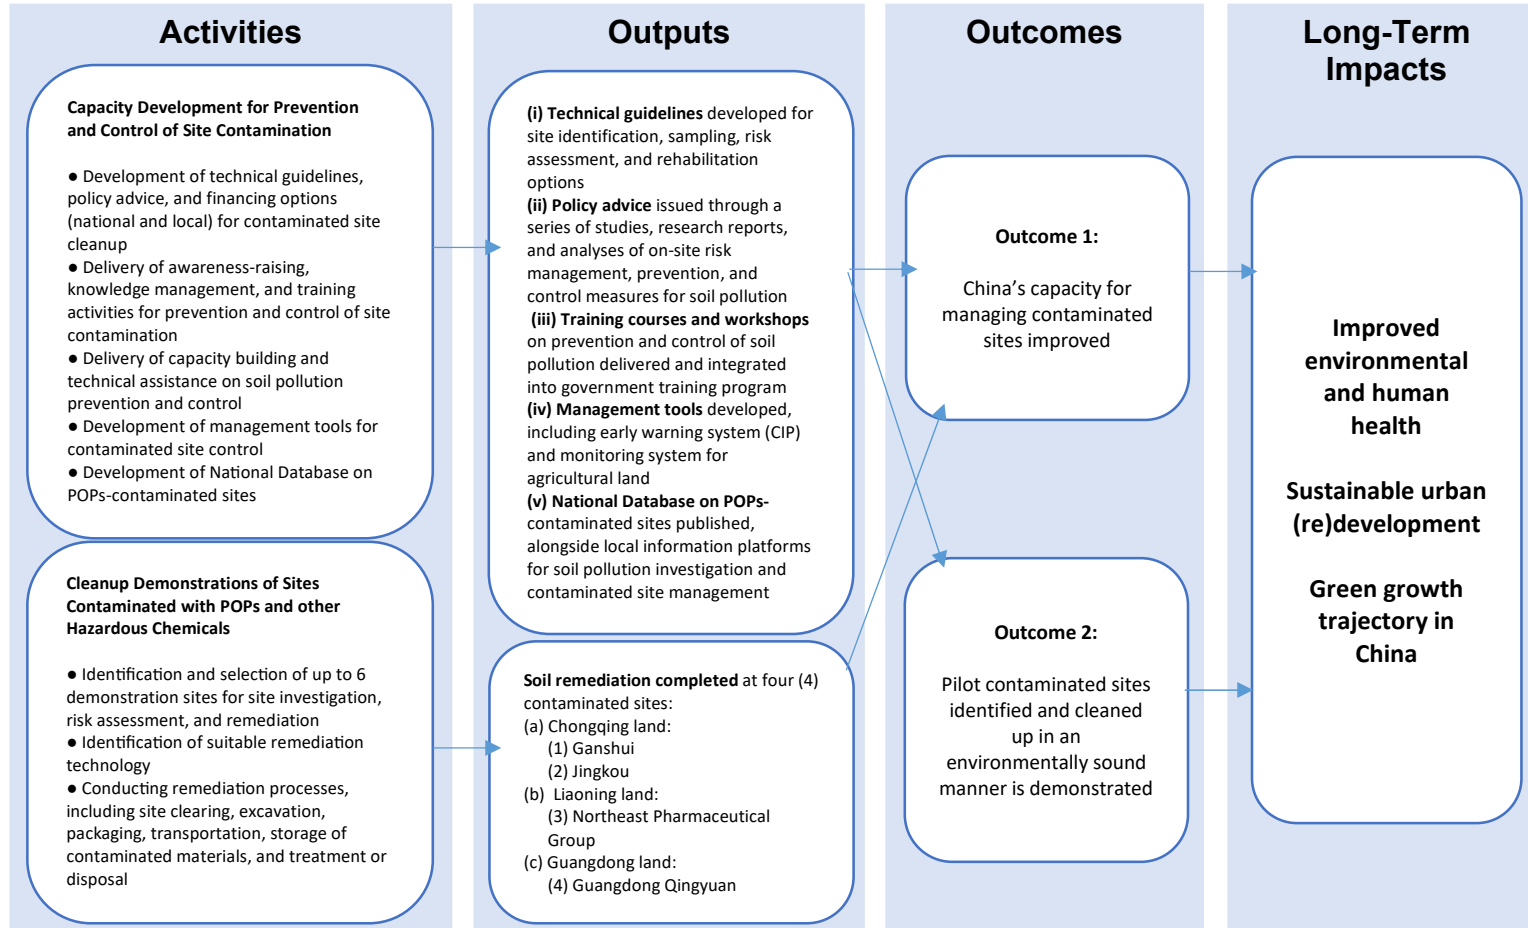 Activities
Capacity Development for Prevention
and Control of Site Contamination
● Development of technical guidelines,
policy advice, and financing options
(national and local) for contaminated site
cleanup
● Delivery of awareness-raising,
knowledge management, and training
activities for prevention and control of site
contamination
● Delivery of capacity building and
technical assistance on soil pollution
prevention and control
● Development of management tools for
contaminated site control
● Development of National Database on
POPs-contaminated sites
Cleanup Demonstrations of Sites
Contaminated with POPs and other
Hazardous Chemicals
● Identification and selection of up to 6
demonstration sites for site investigation,
risk assessment, and remediation
● Identification of suitable remediation
technology
● Conducting remediation processes,
including site clearing, excavation,
packaging, transportation, storage of
contaminated materials, and treatment or
disposal
Outputs
(i) Technical guidelines developed for
site identification, sampling, risk
assessment, and rehabilitation
options
(ii) Policy advice issued through a
series of studies, research reports,
and analyses of on-site risk
management, prevention, and
control measures for soil pollution
(iii) Training courses and workshops
on prevention and control of soil
pollution delivered and integrated
into government training program
(iv) Management tools developed,
including early warning system (CIP)
and monitoring system for
agricultural land
(v) National Database on POPs-
contaminated sites published,
alongside local information platforms
for soil pollution investigation and
contaminated site management
Soil remediation completed at four (4)
contaminated sites:
(a) Chongqing land:
(1) Ganshui
(2) Jingkou
(b) Liaoning land:
(3) Northeast Pharmaceutical
Group
(c) Guangdong land:
(4) Guangdong Qingyuan
Outcomes
Outcome 1:
China’s capacity for
managing contaminated
sites improved
Outcome 2:
Pilot contaminated sites
identified and cleaned
up in an
environmentally sound
manner is demonstrated
Long-Term
Impacts
Improved
environmental
and human
health
Sustainable urban
(re)development
Green growth
trajectory in
China